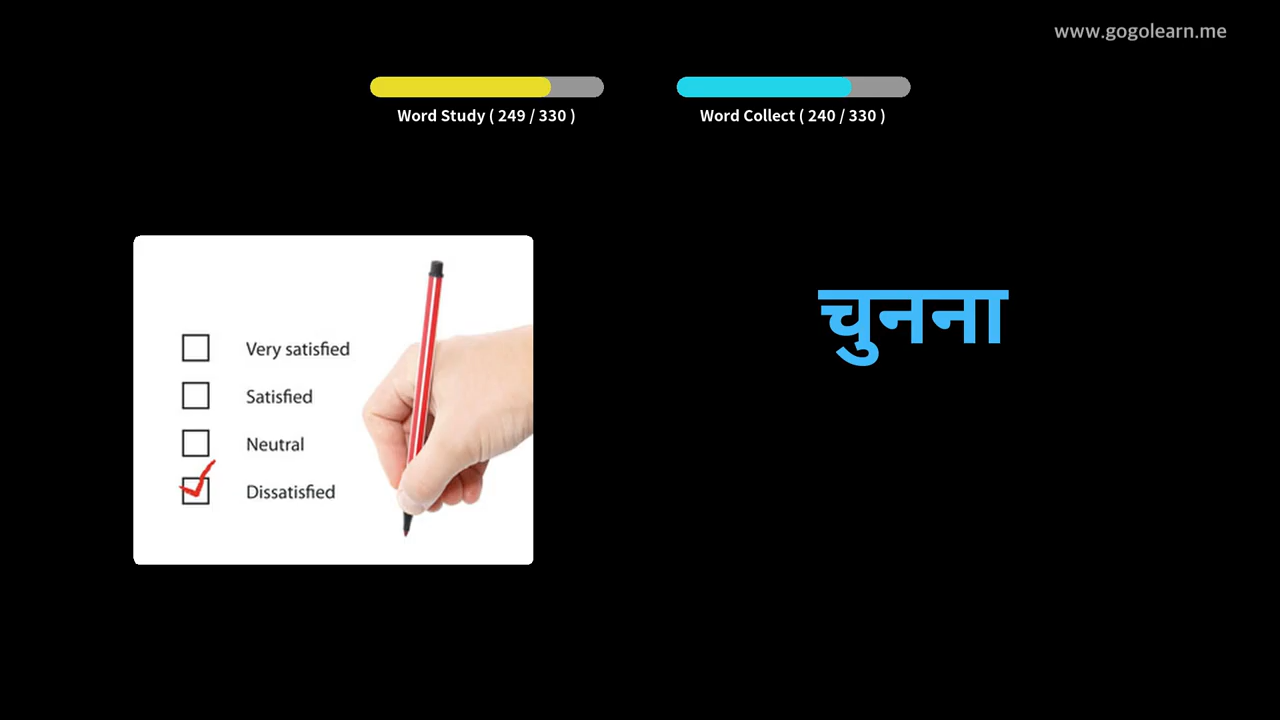 www.gogolearn.me
Word Study ( 249 / 330 )
Word Collect ( 240 / 330 )
Very satisfied
Satisfied
Neutral
Dissatisfied
चुनना